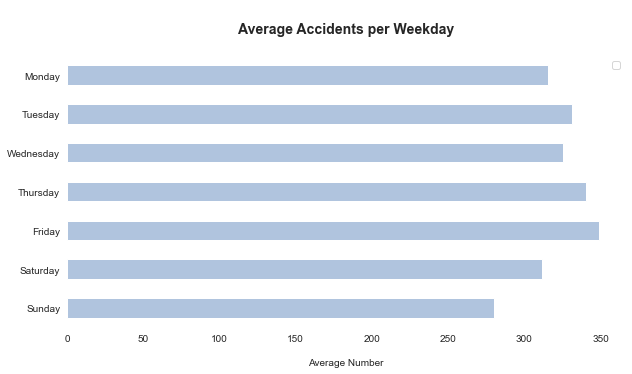 Average Accidents per Weekday
Monday
Tuesday
Wednesday
Thursday
Friday
Saturday
Sunday
0 50 100 150 200 250 300 350
Average Number